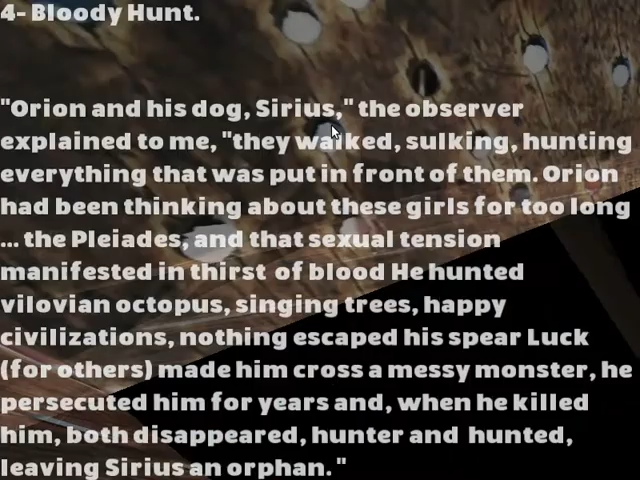 4- Bloody Hunt.
"Orion and his dog, Sirius," the observer
explained to me, "they walked, sulking, hunting
everything that was put in front of them. Orion
had been thinking about these girls for too long
... the Pleiades, and that sexual tension
manifested in thirst of blood He hunted
vilovian octopus, singing trees, happy
civilizations, nothing escaped his spear Luck
(for others) made him cross a messy monster, he
persecuted him for years and, when he killed
him, both disappeared, hunter and hunted,
leaving Sirius an orphan. "